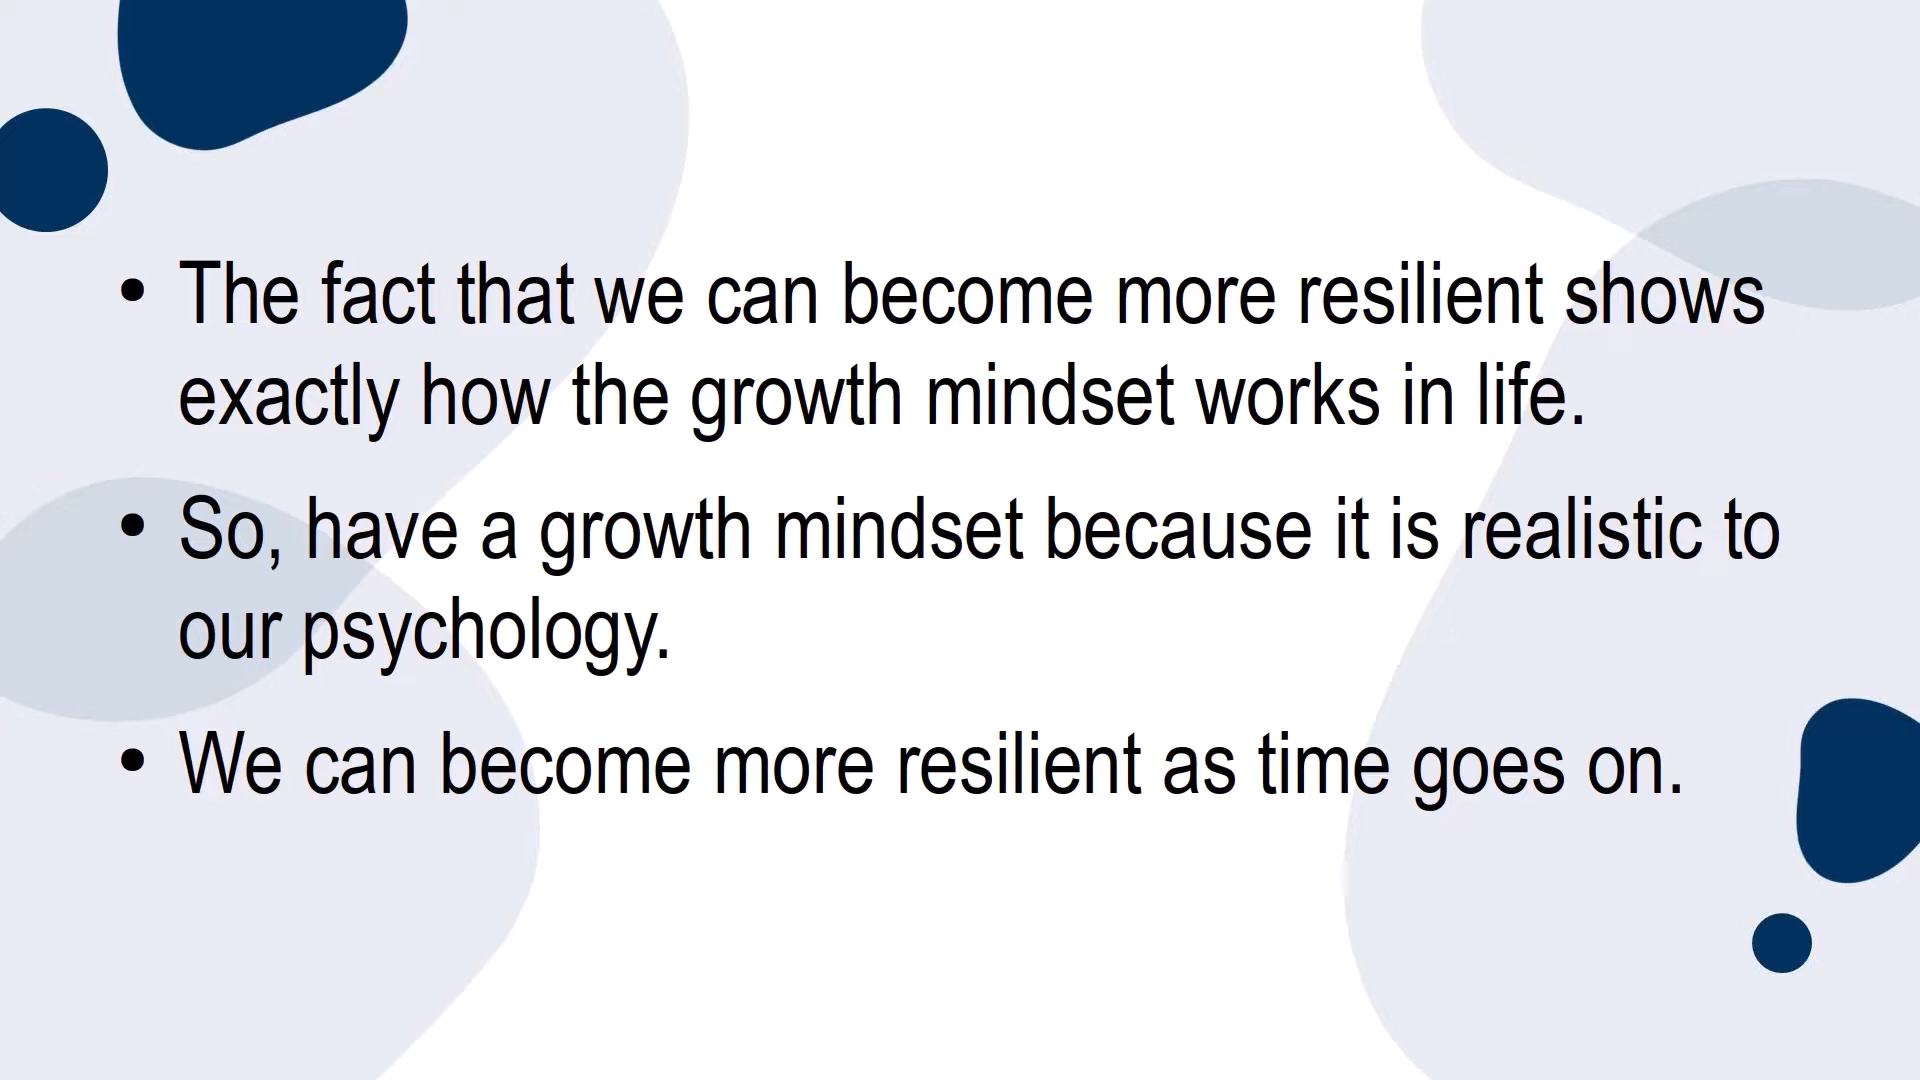 • The fact that we can become more resilient shows
exactly how the growth mindset works in life.
• So, have a growth mindset because it is realistic to
our psychology.
• We can become more resilient as time goes on.